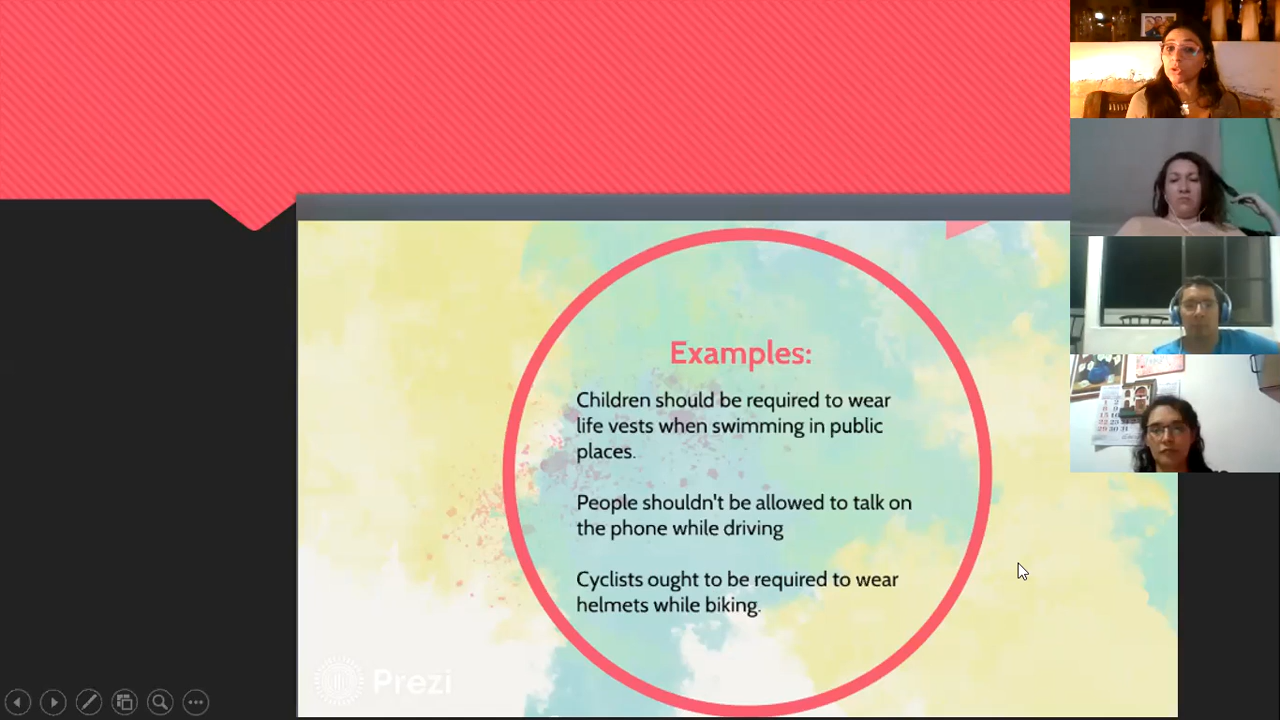 Examples:
Children should be required to wear
life vests when swimming in public
places.
People shouldn't be allowed to talk on
the phone while driving
Cyclists ought to be required to wear
helmets while biking.
Prezi